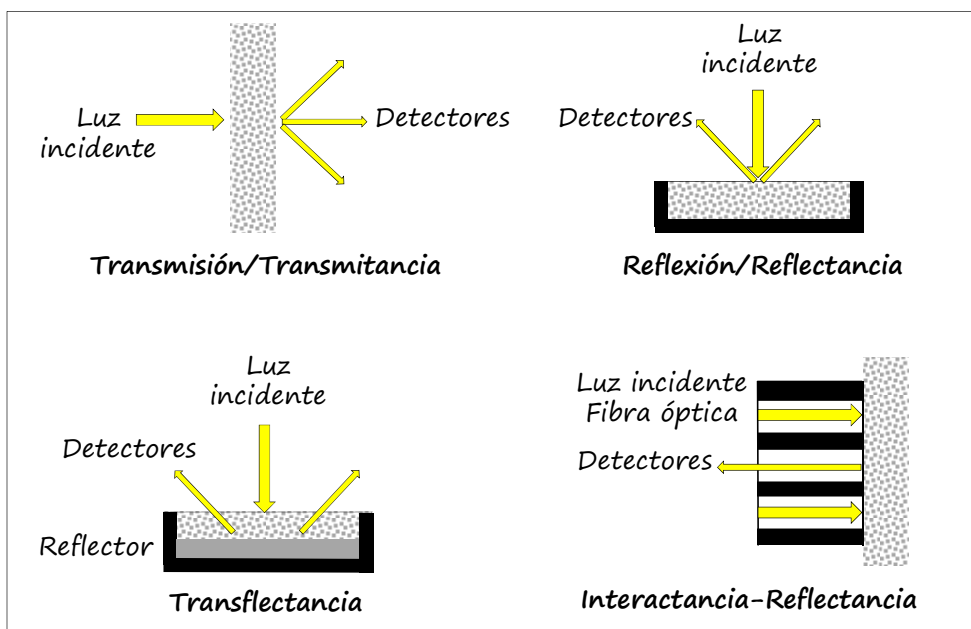 Luz
incidente
Detectores
Transmisión/Transmitancia
Luz
incidente
Detectores
Reflexión/Reflectancia
Luz
incidente
Detectores
Reflector
Transflectancia
Luz incidente
Fibra óptica
Detectores
Interactancia-Reflectancia